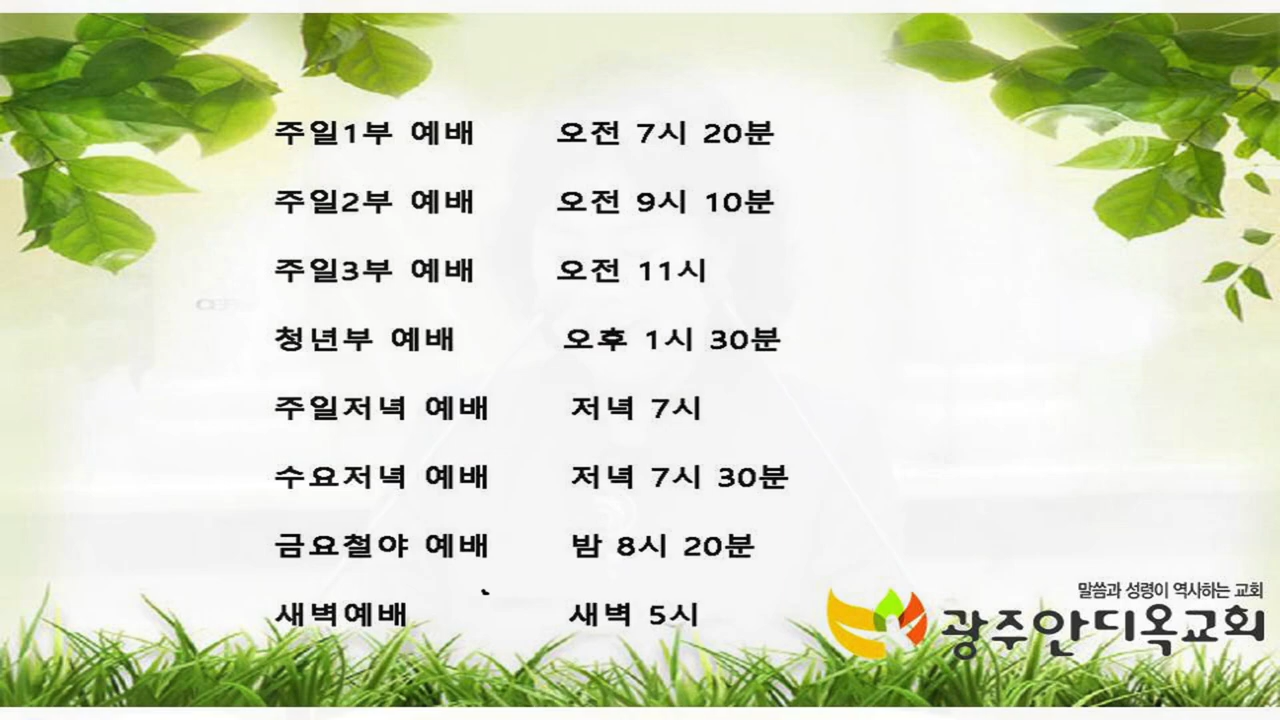 주일1부 예배 오전 7시 20분
주일2부 예배 오전 9시 10분
주일3부 예배 오전 11시
청년부 예배 오후 1시 30분
주일저녁 예배 저녁 7시
수요저녁 예배 저녁 7시 30분
금요철야 예배 밤 8시 20분
새벽예배 새벽 5시
말씀과 성령이 역사하는 교회
광주안디옥교회